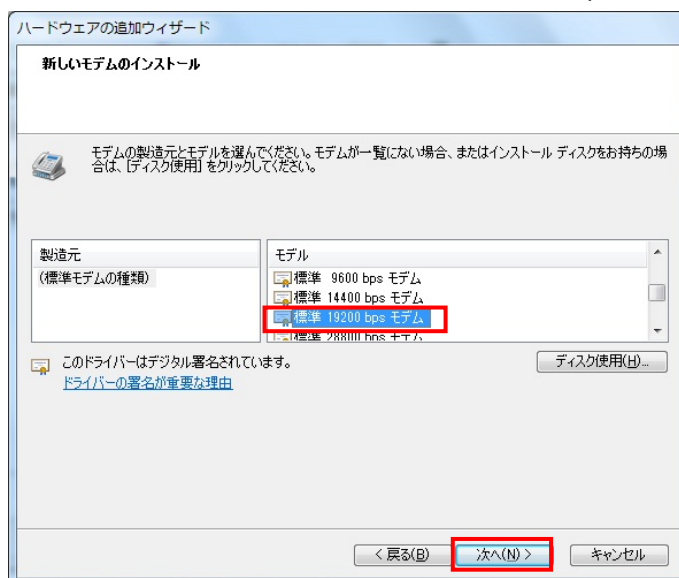 ハードウェアの追加ウィザード
新しいモデムのインストール
モデムの製造元とモデルを選んでください。モデムが一覧にない場合、またはインストール ディスクをお持ちの場
合は、[ディスク使用] をクリックしてください。
製造元
(標準モデムの種類)
モデル
標準 9600 bps モデム
標準 14400 bps モデム
標準 19200 bps モデム
標準 28800 bps モデム
このドライバーはデジタル署名されています。
ディスク使用(H)...
ドライバーの署名が重要な理由
< 戻る(B)
次へ(N) >
キャンセル